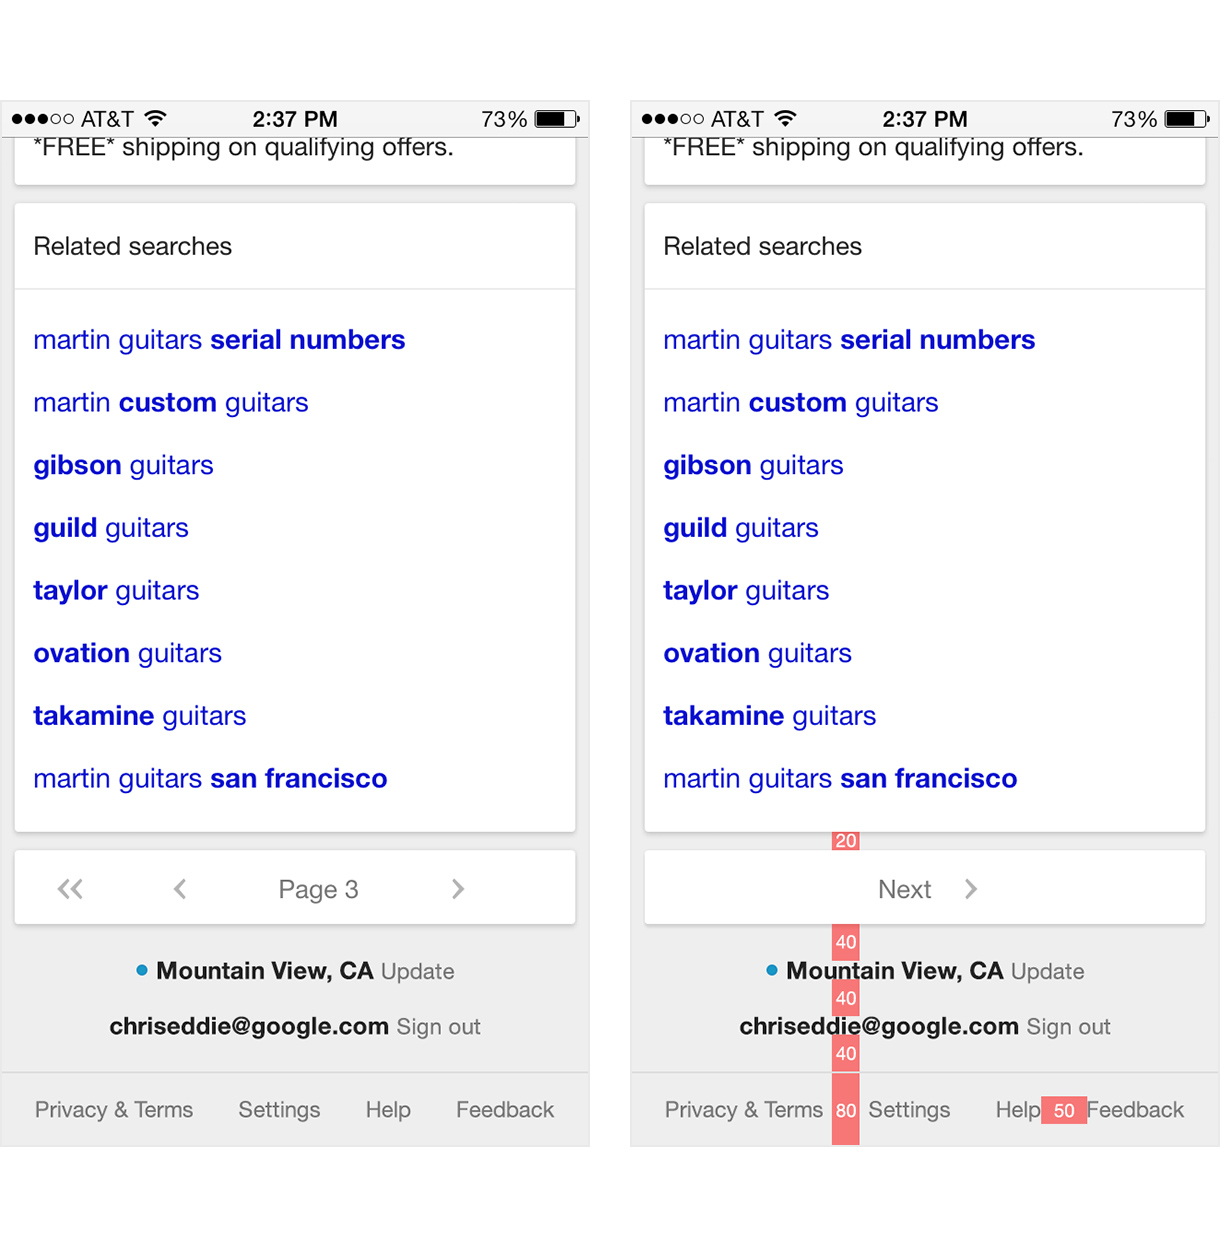 AT&T 2:37 PM 73%
*FREE* shipping on qualifying offers.
Related searches
martin guitars serial numbers
martin custom guitars
gibson guitars
guild guitars
taylor guitars
ovation guitars
takamine guitars
martin guitars san francisco
Page 3
Mountain View, CA Update
chriseddie@google.com Sign out
Privacy & Terms Settings Help Feedback
AT&T 2:37 PM 73%
*FREE* shipping on qualifying offers.
Related searches
martin guitars serial numbers
martin custom guitars
gibson guitars
guild guitars
taylor guitars
ovation guitars
takamine guitars
martin guitars san francisco
20
Next
40
Mountain View, CA Update
40
chriseddie@google.com Sign out
40
Privacy & Terms 80 Settings Help 50 Feedback